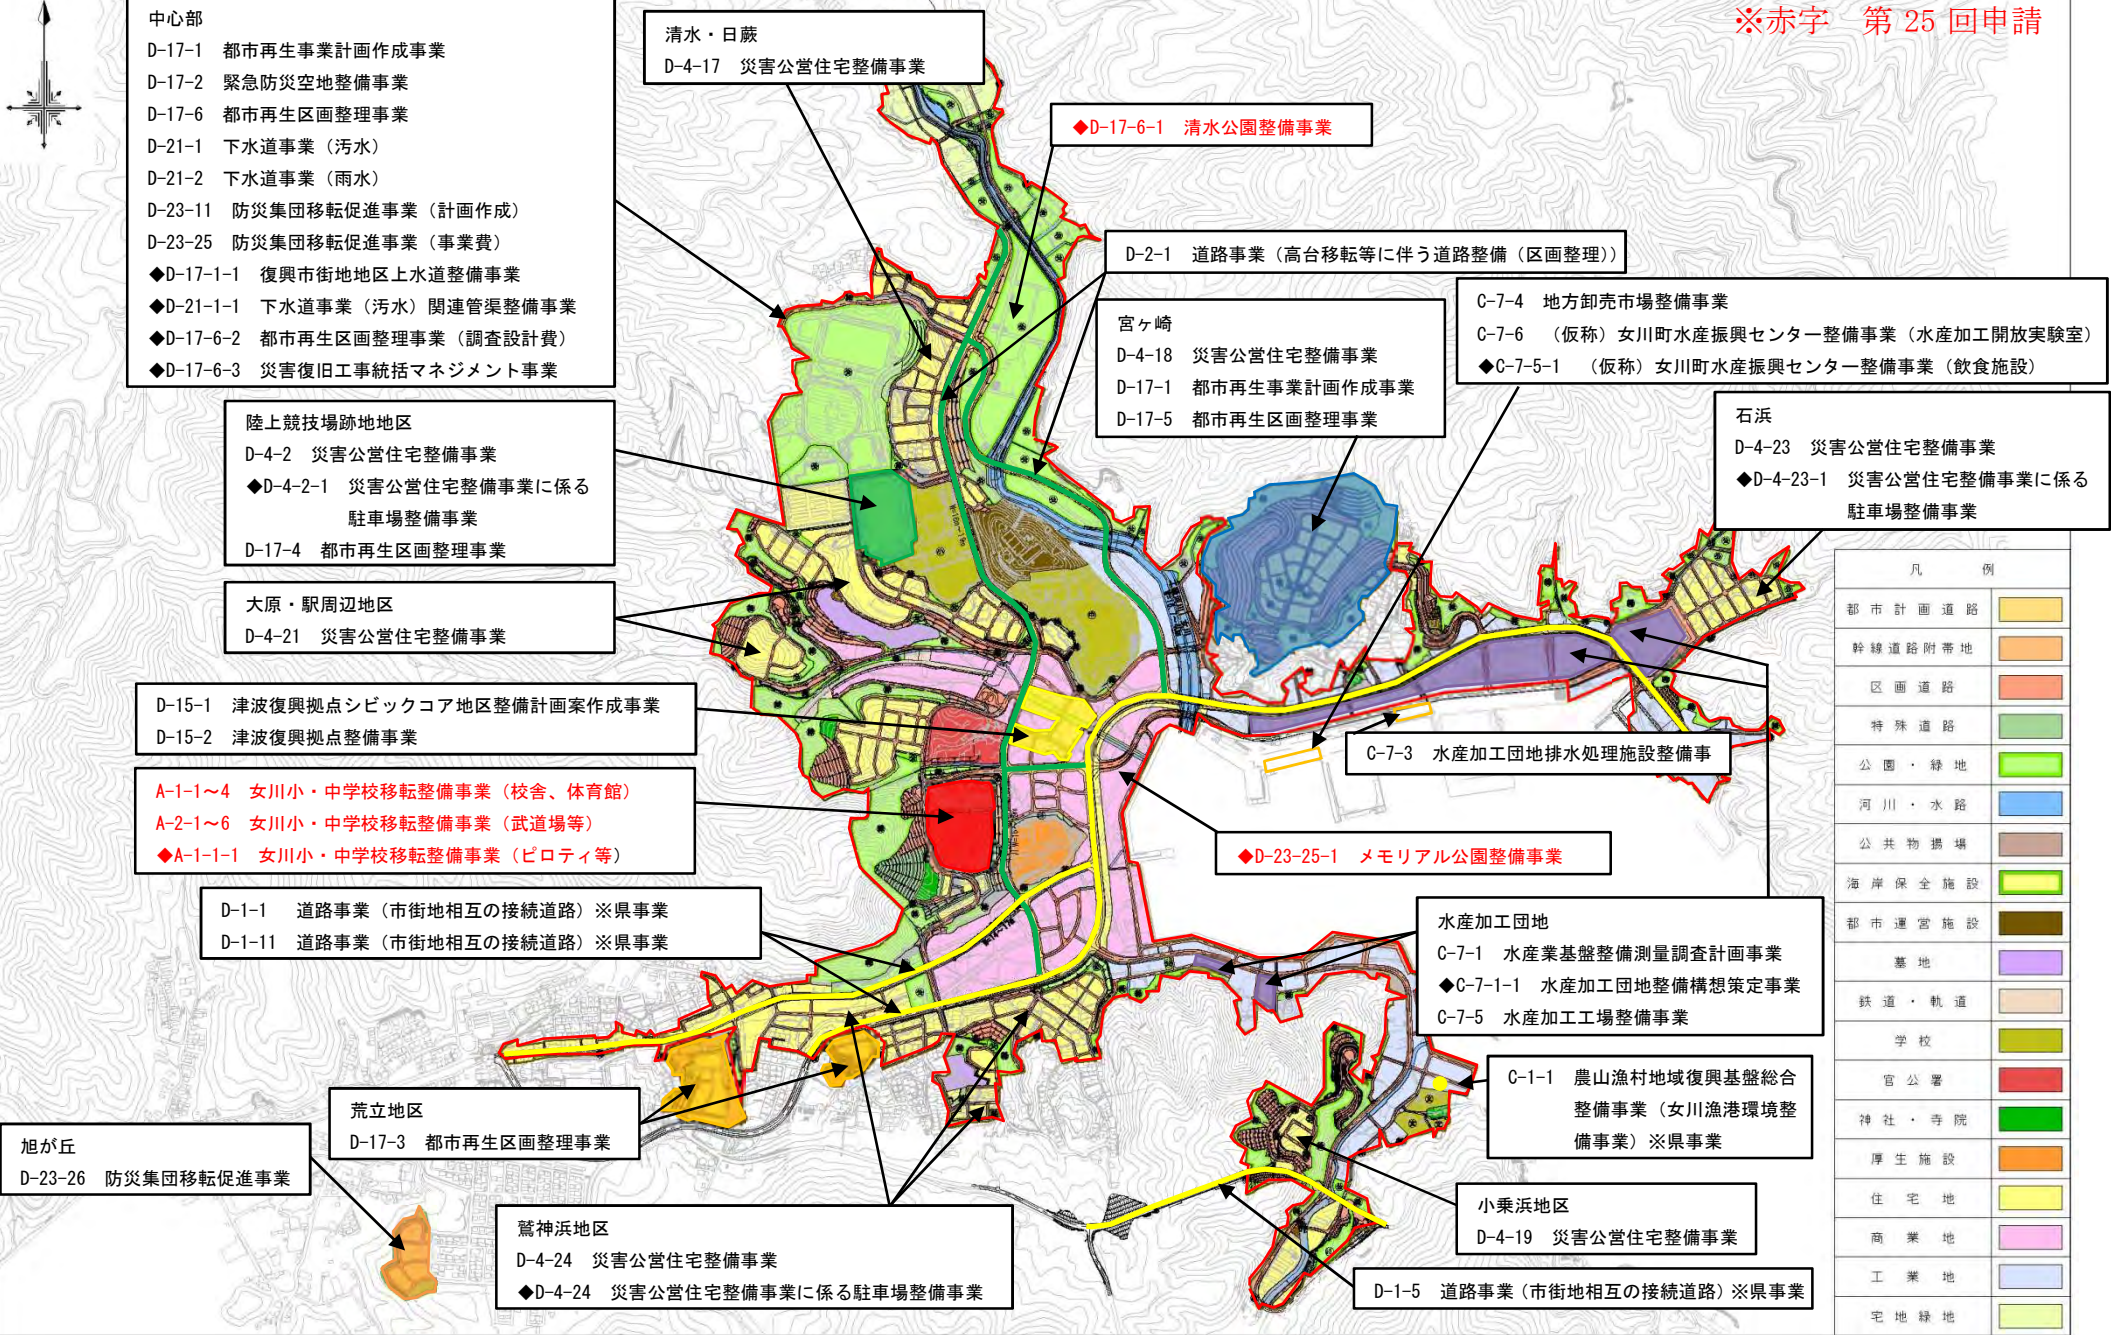 ※赤字　第 25 回申請
中心部
D-17-1　都市再生事業計画作成事業
D-17-2　緊急防災空地整備事業
D-17-6　都市再生区画整理事業
D-21-1　下水道事業（汚水）
D-21-2　下水道事業（雨水）
D-23-11　防災集団移転促進事業（計画作成）
D-23-25　防災集団移転促進事業（事業費）
◆D-17-1-1　復興市街地地区上水道整備事業
◆D-21-1-1　下水道事業（汚水）関連管渠整備事業
◆D-17-6-2　都市再生区画整理事業（調査設計費）
◆D-17-6-3　災害復旧工事統括マネジメント事業
清水・日蕨
D-4-17　災害公営住宅整備事業
◆D-17-6-1　清水公園整備事業
D-2-1　道路事業（高台移転等に伴う道路整備（区画整理））
宮ヶ崎
D-4-18　災害公営住宅整備事業
D-17-1　都市再生事業計画作成事業
D-17-5　都市再生区画整理事業
C-7-4　地方卸売市場整備事業
C-7-6　（仮称）女川町水産振興センター整備事業（水産加工開放実験室）
◆C-7-5-1　（仮称）女川町水産振興センター整備事業（飲食施設）
石浜
D-4-23　災害公営住宅整備事業
◆D-4-23-1　災害公営住宅整備事業に係る
駐車場整備事業
陸上競技場跡地地区
D-4-2　災害公営住宅整備事業
◆D-4-2-1　災害公営住宅整備事業に係る
駐車場整備事業
D-17-4　都市再生区画整理事業
大原・駅周辺地区
D-4-21　災害公営住宅整備事業
D-15-1　津波復興拠点シビックコア地区整備計画案作成事業
D-15-2　津波復興拠点整備事業
A-1-1～4　女川小・中学校移転整備事業（校舎、体育館）
A-2-1～6　女川小・中学校移転整備事業（武道場等）
◆A-1-1-1　女川小・中学校移転整備事業（ピロティ等）
C-7-3　水産加工団地排水処理施設整備事
◆D-23-25-1　メモリアル公園整備事業
D-1-1　　道路事業（市街地相互の接続道路）※県事業
D-1-11　道路事業（市街地相互の接続道路）※県事業
水産加工団地
C-7-1　水産業基盤整備測量調査計画事業
◆C-7-1-1　水産加工団地整備構想策定事業
C-7-5　水産加工工場整備事業
C-1-1　農山漁村地域復興基盤総合
整備事業（女川漁港環境整
備事業）※県事業
荒立地区
D-17-3　都市再生区画整理事業
旭が丘
D-23-26　防災集団移転促進事業
鷲神浜地区
D-4-24　災害公営住宅整備事業
◆D-4-24　災害公営住宅整備事業に係る駐車場整備事業
小乗浜地区
D-4-19　災害公営住宅整備事業
D-1-5　道路事業（市街地相互の接続道路）※県事業
凡例
都市計画道路
幹線道路附帯地
区画道路
特殊道路
公園・緑地
河川・水路
公共物揚場
海岸保全施設
都市運営施設
墓地
鉄道・軌道
学校
官公署
神社・寺院
厚生施設
住宅地
商業地
工業地
宅地緑地